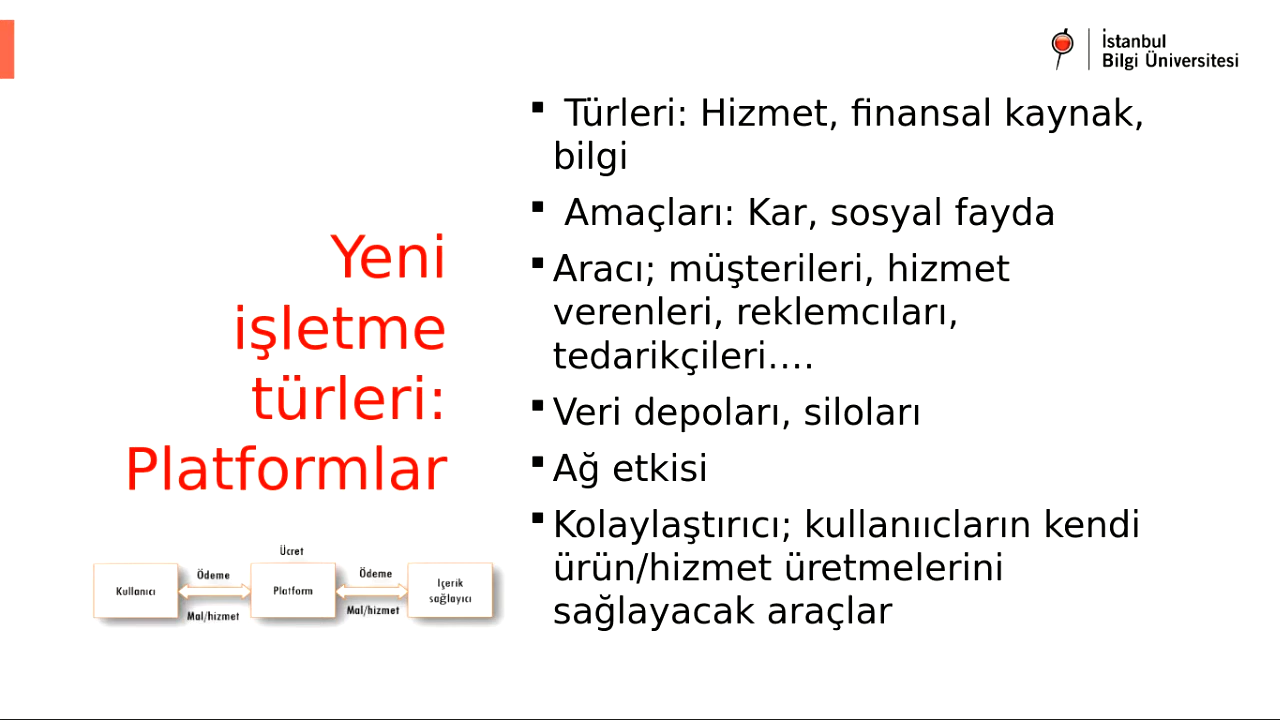 İstanbul
Bilgi Üniversitesi
Yeni
işletme
türleri:
Platformlar
▪ Türleri: Hizmet, finansal kaynak,
bilgi
▪ Amaçları: Kar, sosyal fayda
▪ Aracı; müşterileri, hizmet
verenleri, reklemcıları,
tedarikçileri....
▪ Veri depoları, siloları
▪ Ağ etkisi
▪ Kolaylaştırıcı; kullanııcların kendi
ürün/hizmet üretmelerini
sağlayacak araçlar
Ücret
Kullanıcı
Ödeme
Mal/hizmet
Platform
Ödeme
Mal/hizmet
Içerik
sağlayıcı